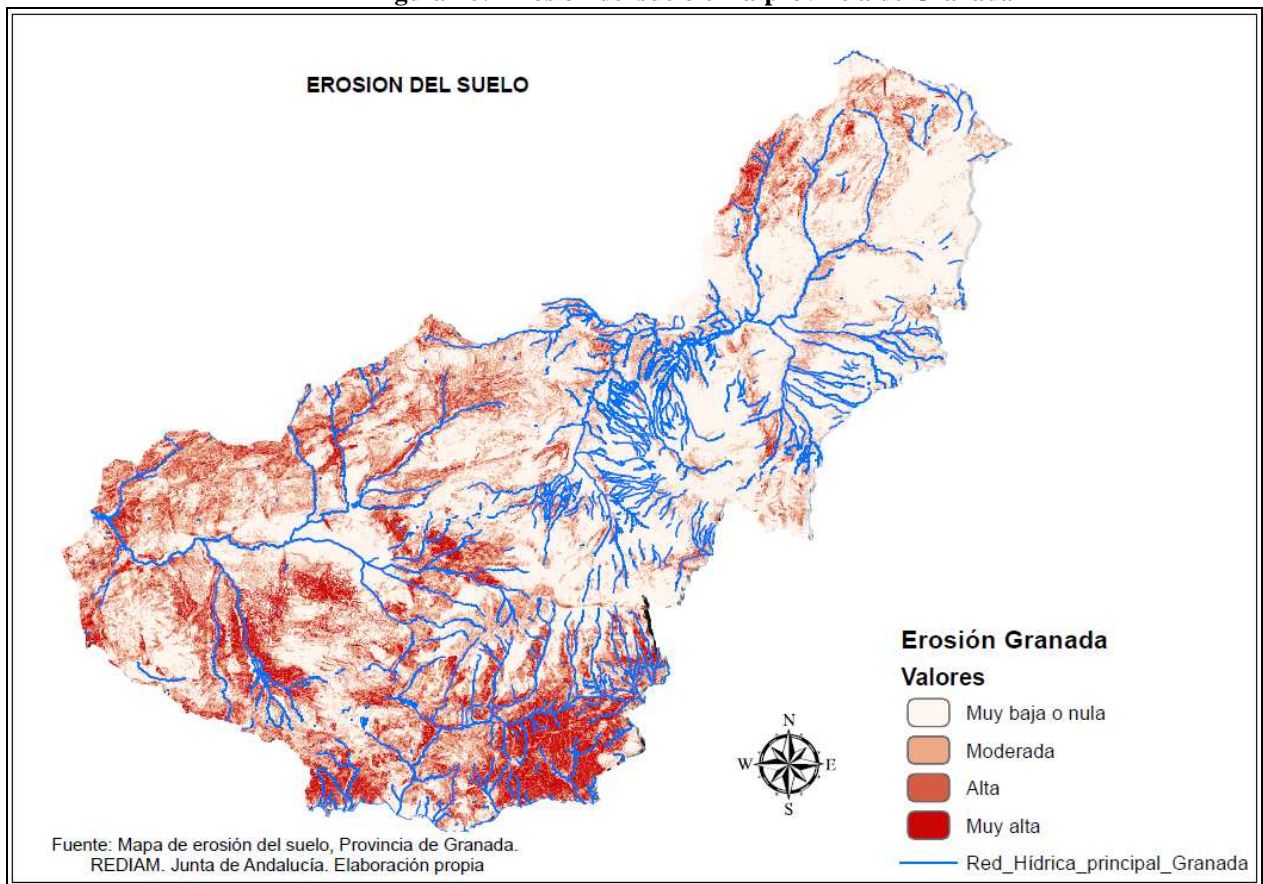 EROSION DEL SUELO
N
W
E
S
Erosión Granada
Valores
Muy baja o nula
Moderada
Alta
Muy alta
Red_Hídrica_principal_Granada
Fuente: Mapa de erosión del suelo, Provincia de Granada.
REDIAM. Junta de Andalucía. Elaboración propia